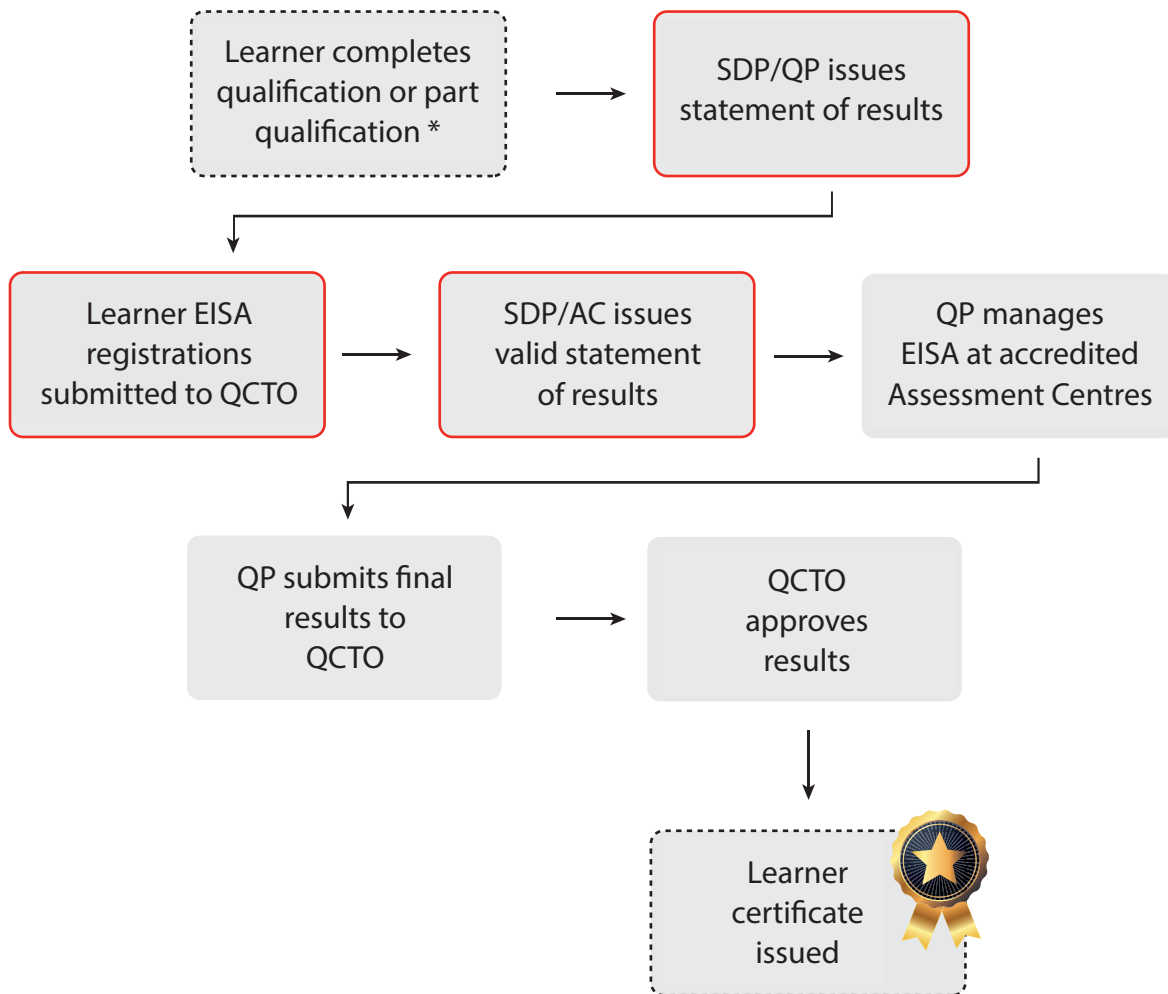 Learner completes
qualification or part
qualification *
SDP/QP issues
statement of results
Learner EISA
registrations
submitted to QCTO
SDP/AC issues
valid statement
of results
QP manages
EISA at accredited
Assessment Centres
QP submits final
results to
QCTO
QCTO
approves
results
Learner
certificate
issued